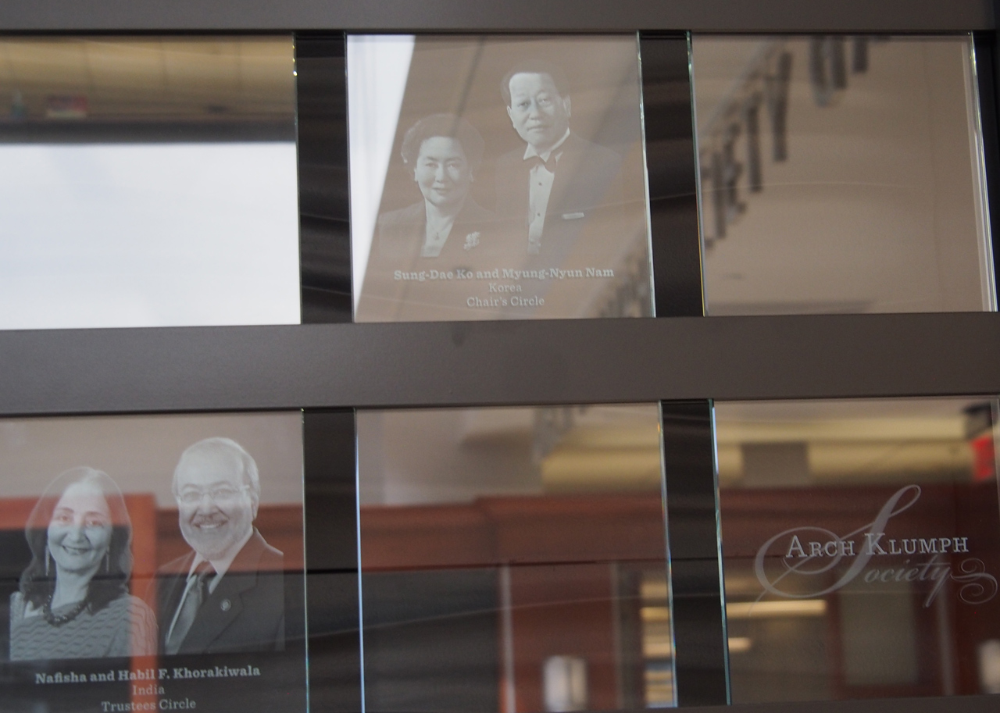 Sung-Dae Ko and Myung-Nyun Nam
Korea
Chair's Circle
Nafisha and Habil F. Khorakiwala
India
Trustees Circle
ARCH KLUMPH
Society